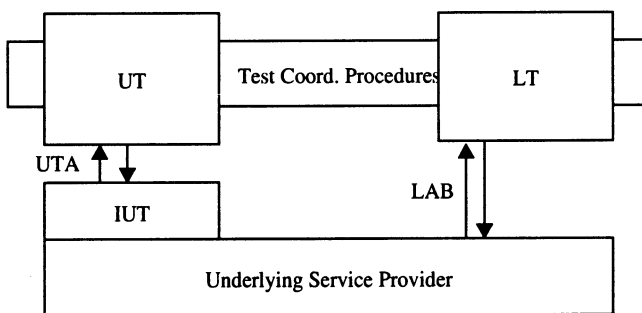 UT
Test Coord. Procedures
LT
UTA
LAB
IUT
Underlying Service Provider